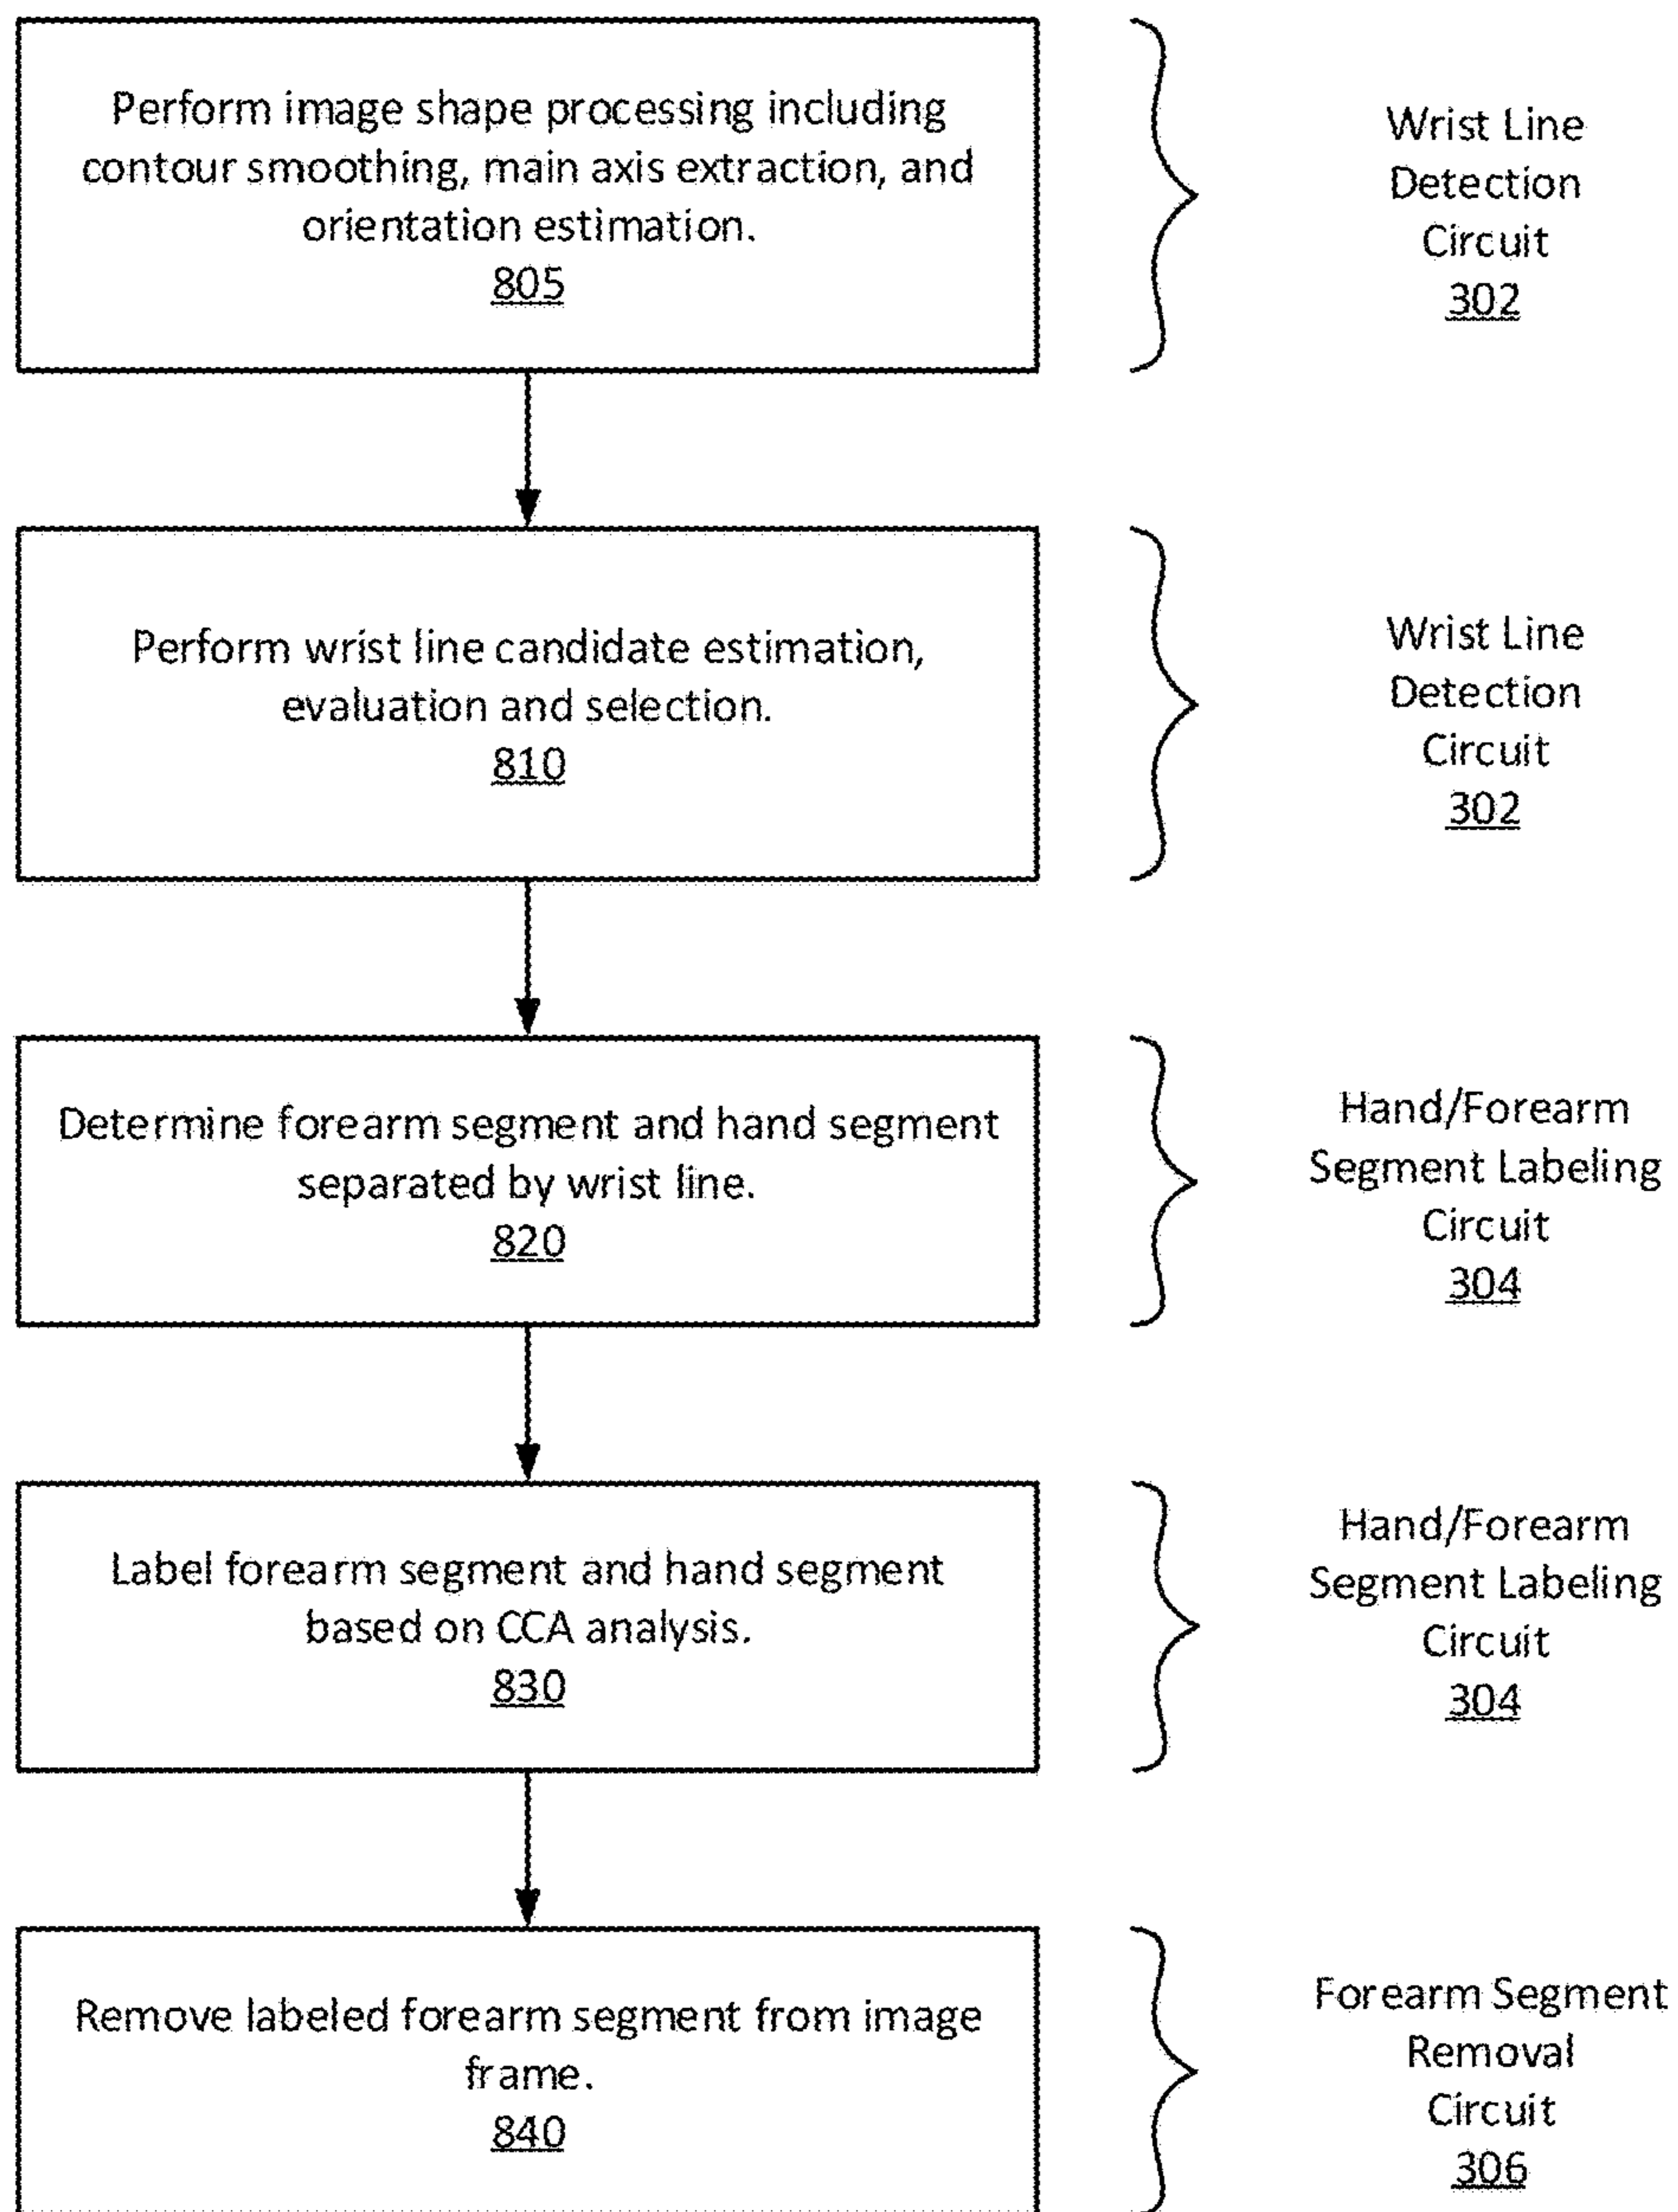 Perform image shape processing including
contour smoothing, main axis extraction, and
orientation estimation.
805
Wrist Line
Detection
Circuit
302
Perform wrist line candidate estimation,
evaluation and selection.
810
Wrist Line
Detection
Circuit
302
Determine forearm segment and hand segment
separated by wrist line.
820
Hand/Forearm
Segment Labeling
Circuit
304
Label forearm segment and hand segment
based on CCA analysis.
830
Hand/Forearm
Segment Labeling
Circuit
304
Remove labeled forearm segment from image
frame.
840
Forearm Segment
Removal
Circuit
306